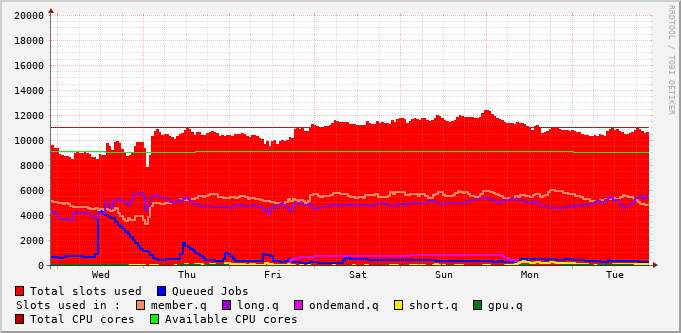 20000
18000
16000
14000
12000
10000
8000
6000
4000
2000
0
Wed Thu Fri Sat Sun Mon Tue
Total slots used Queued Jobs
Slots used in : member.q long.q ondemand.q short.q gpu.q
Total CPU cores Available CPU cores
RRDTOOL / TOBI OETIKER